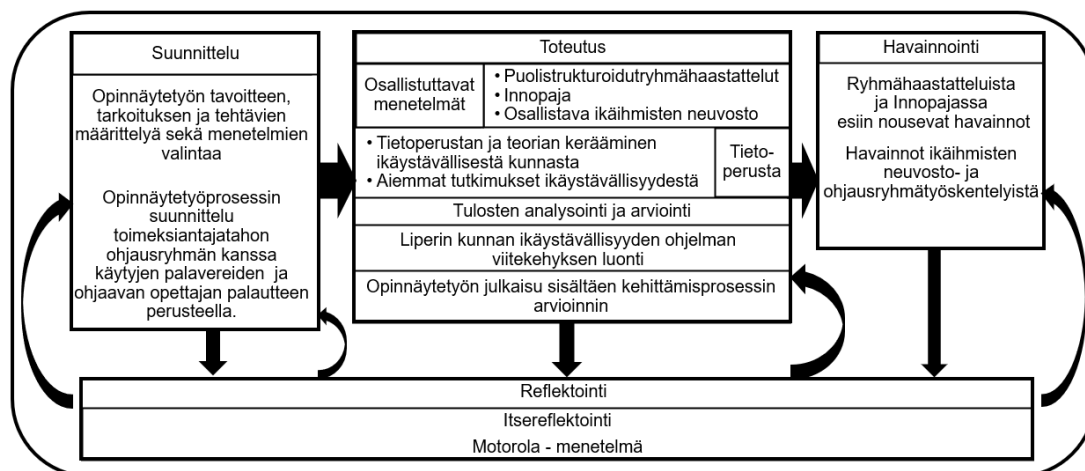 Suunnittelu
Opinnäytetyön tavoitteen,
tarkoituksen ja tehtävien
määrittelyä sekä menetelmien
valintaa
Opinnäytetyöprosessin
suunnittelu
toimeksiantajatahon
ohjausryhmän kanssa
käytyjen palavereiden ja
ohjaavan opettajan palautteen
perusteella.
Toteutus
Osallistuttavat
menetelmät
• Puolistrukturoidutryhmähaastattelut
• Innopaja
• Osallistava ikäihmisten neuvosto
• Tietoperustan ja teorian kerääminen
ikäystävällisestä kunnasta
• Aiemmat tutkimukset ikäystävällisyydestä
Tieto-
perusta
Tulosten analysointi ja arviointi
Liperin kunnan ikäystävällisyyden ohjelman
viitekehyksen luonti
Opinnäytetyön julkaisu sisältäen kehittämisprosessin
arvioinnin
Havainnointi
Ryhmähaastatteluista
ja Innopajassa
esiin nousevat havainnot
Havainnot ikäihmisten
neuvosto- ja
ohjausryhmätyöskentelyistä
Reflektointi
Itsereflektointi
Motorola - menetelmä